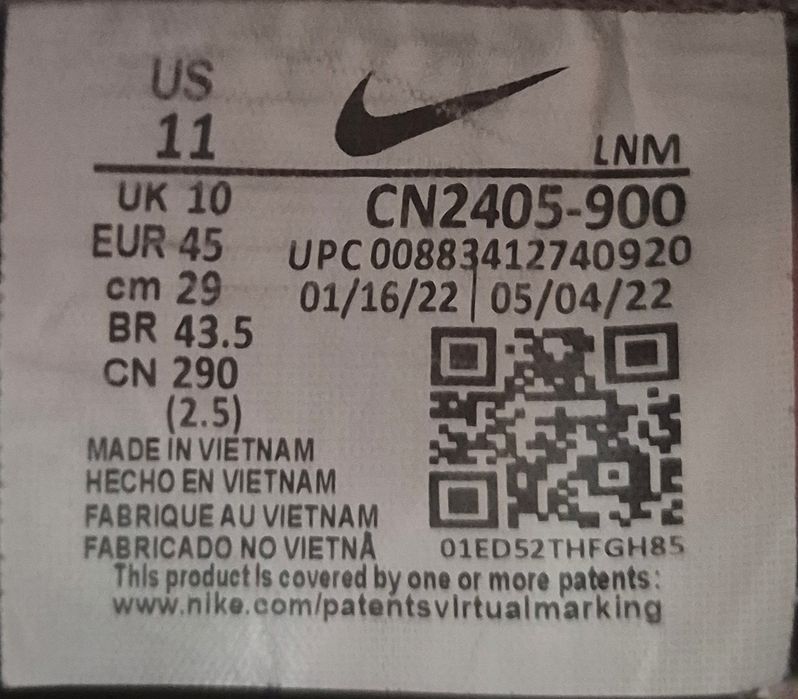 US
11
LNM
UK 10
EUR 45
cm 29
BR 43.5
CN 290
(2.5)
CN2405-900
UPC 00883412740920
01/16/22 | 05/04/22
01ED52THFGH85
MADE IN VIETNAM
HECHO EN VIETNAM
FABRIQUE AU VIETNAM
FABRICADO NO VIETNÃ
This product is covered by one or more patents:
www.nike.com/patentsvirtualmarking